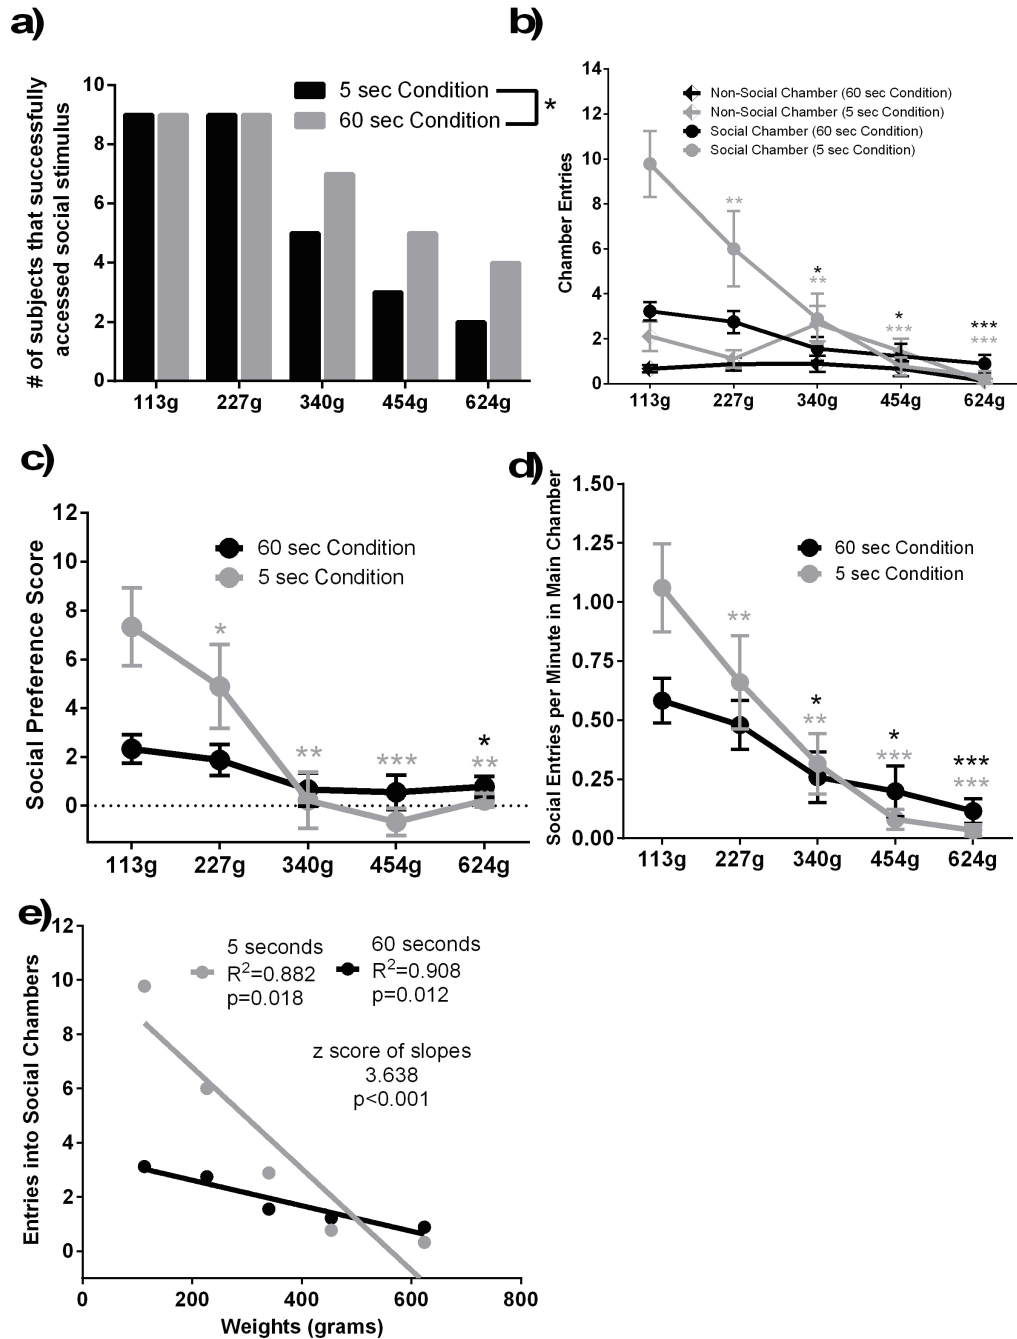 a)
# of subjects that successfully
accessed social stimulus
10
8
6
4
2
0
5 sec Condition
60 sec Condition
*
113g 227g 340g 454g 624g
b)
Chamber Entries
14
12
10
8
6
4
2
0
Non-Social Chamber (60 sec Condition)
Non-Social Chamber (5 sec Condition)
Social Chamber (60 sec Condition)
Social Chamber (5 sec Condition)
**
*
**
*
***
***
***
113g 227g 340g 454g 624g
c)
Social Preference Score
12
10
8
6
4
2
0
60 sec Condition
5 sec Condition
*
**
***
*
**
113g 227g 340g 454g 624g
d)
Social Entries per Minute in Main Chamber
1.50
1.25
1.00
0.75
0.50
0.25
0.00
60 sec Condition
5 sec Condition
**
*
**
*
***
***
***
113g 227g 340g 454g 624g
e)
Entries into Social Chambers
12
10
8
6
4
2
0
5 seconds
R²=0.882
p=0.018
60 seconds
R²=0.908
p=0.012
z score of slopes
3.638
p<0.001
0 200 400 600 800
Weights (grams)